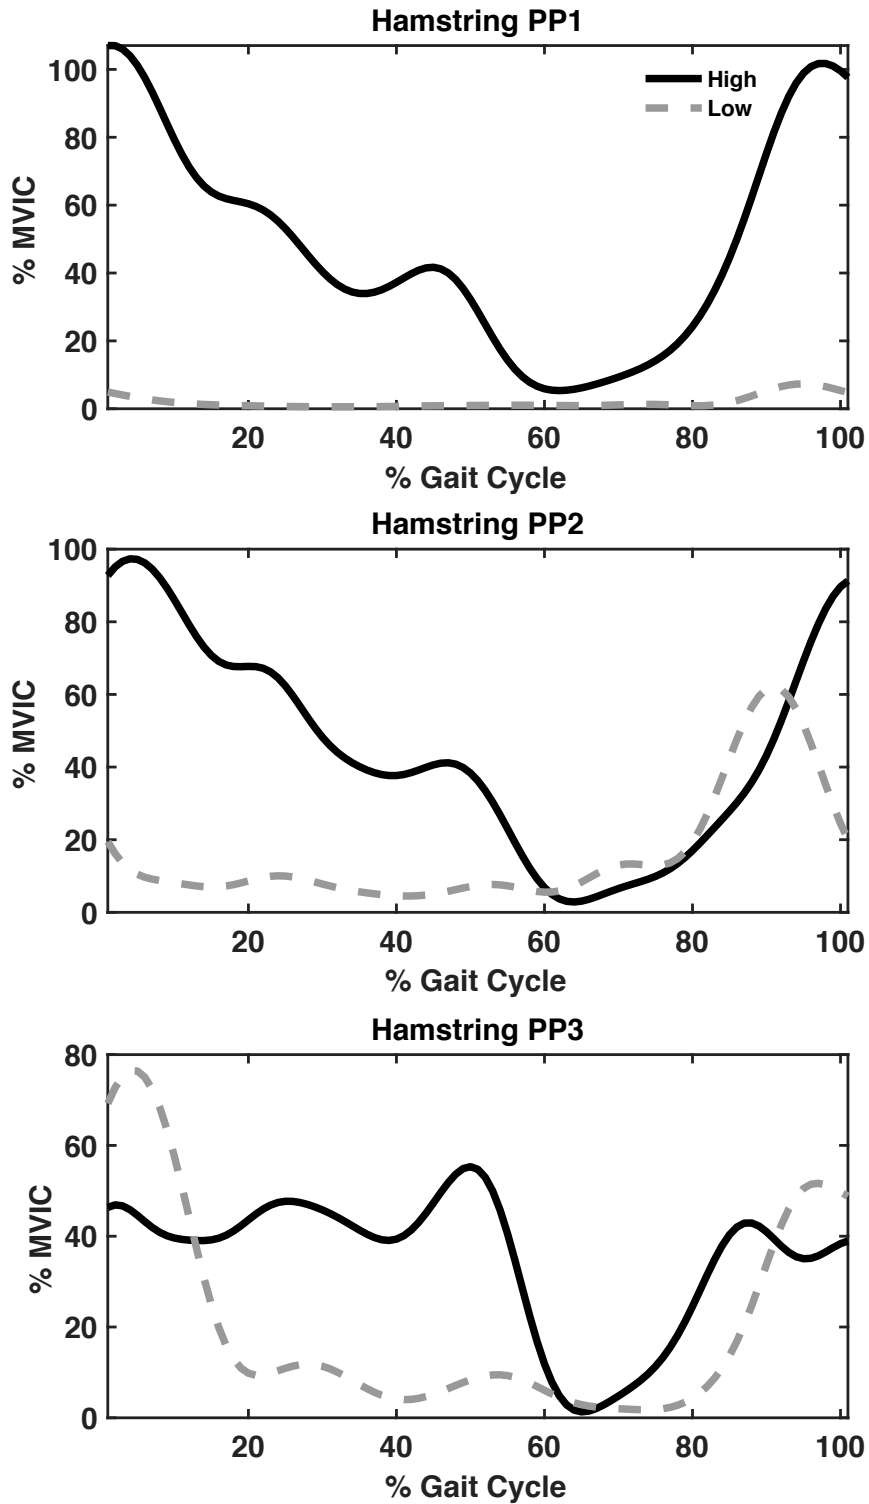 Hamstring PP1
100
80
60
40
20
0
% MVIC
High
Low
20 40 60 80 100
% Gait Cycle
Hamstring PP2
100
80
60
40
20
0
% MVIC
20 40 60 80 100
% Gait Cycle
Hamstring PP3
80
60
40
20
0
% MVIC
20 40 60 80 100
% Gait Cycle